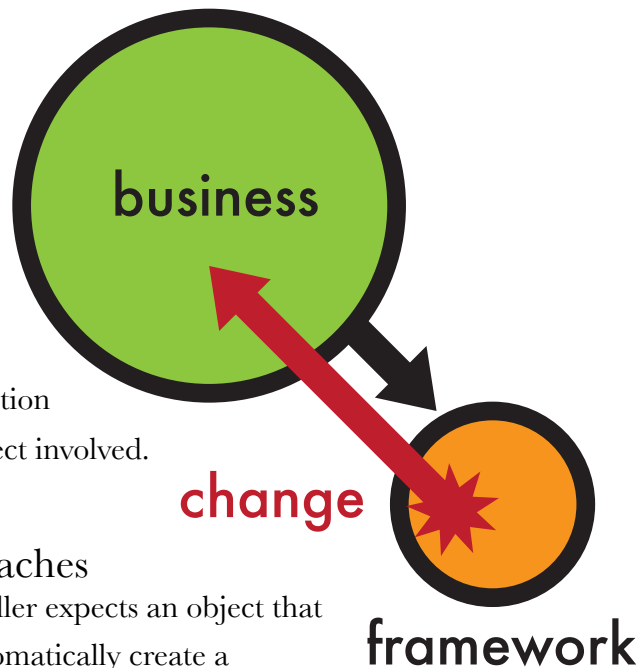 business
tion
ect involved.
change
aches
ller expects an object that
framework
omatically create a